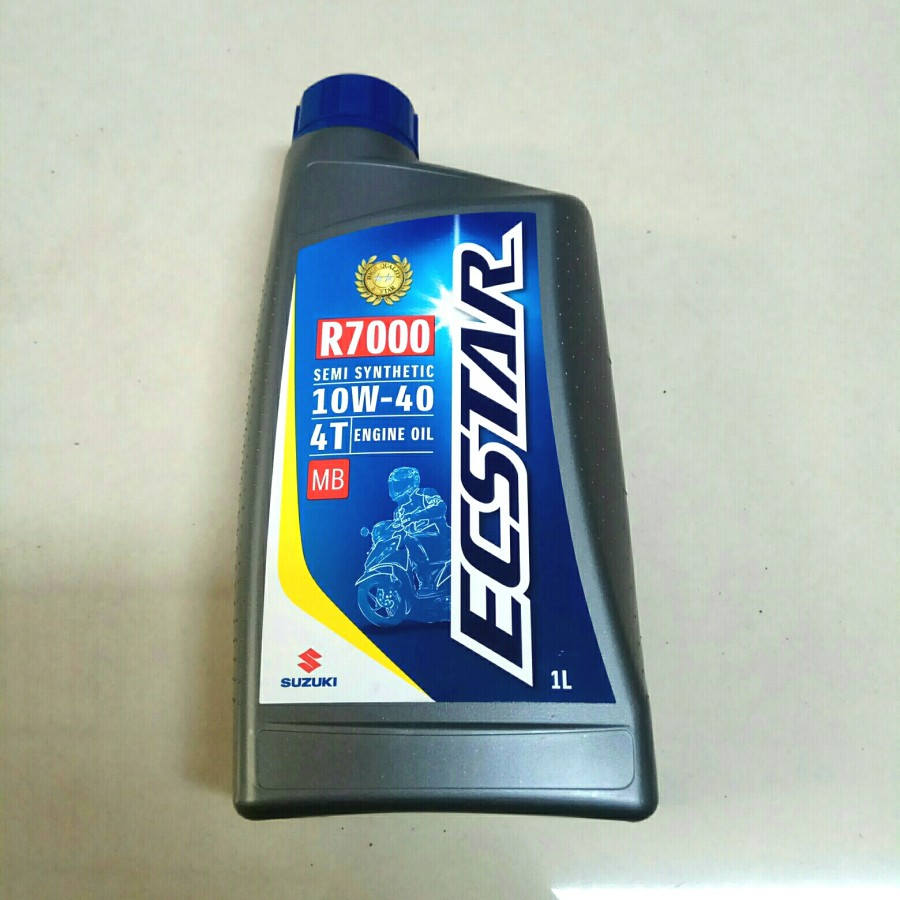 R7000
SEMI SYNTHETIC
10W-40
4T ENGINE OIL
MB
ECSTAR
SUZUKI
1L